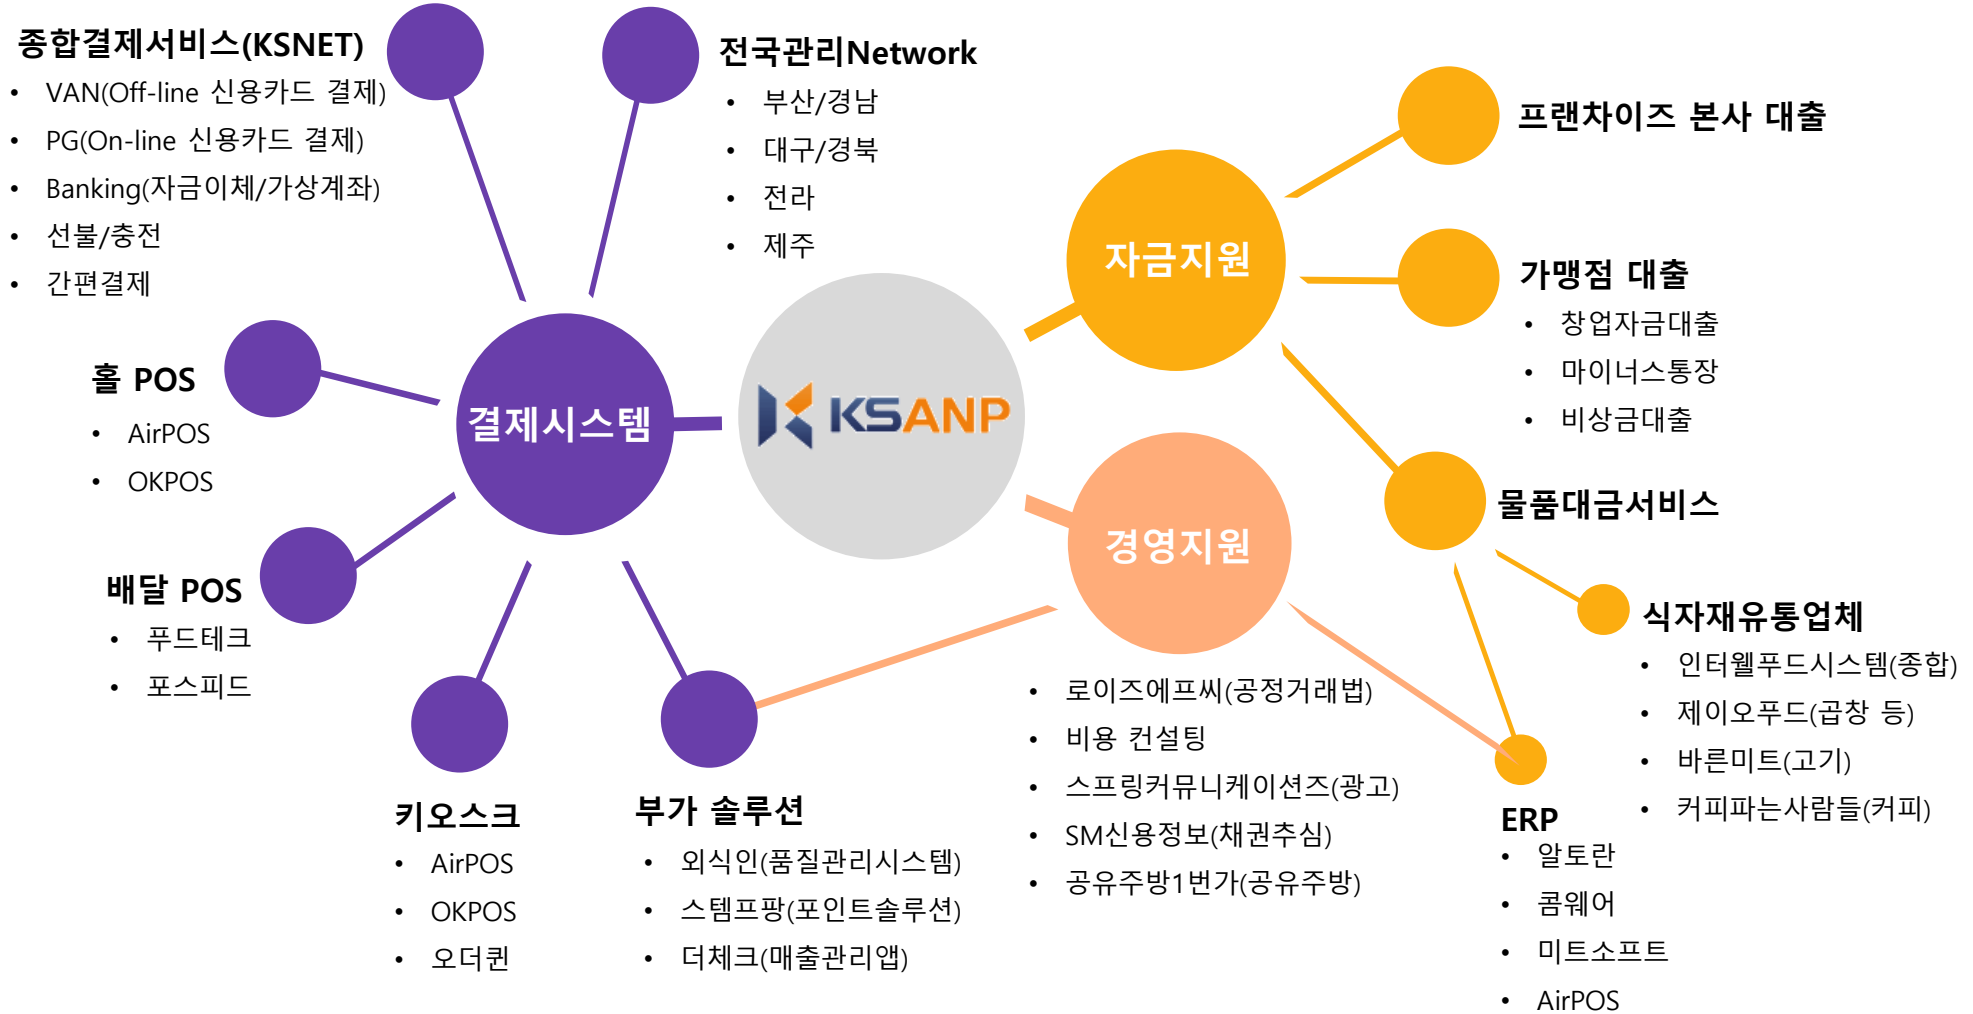 종합결제서비스(KSNET)
• VAN(Off-line 신용카드 결제)
• PG(On-line 신용카드 결제)
• Banking(자금이체/가상계좌)
• 선불/충전
• 간편결제
전국관리Network
• 부산/경남
• 대구/경북
• 전라
• 제주
홀 POS
• AirPOS
• OKPOS
배달 POS
• 푸드테크
• 포스피드
결제시스템
KSANP
자금지원
경영지원
프랜차이즈 본사 대출
가맹점 대출
• 창업자금대출
• 마이너스통장
• 비상금대출
물품대금서비스
식자재유통업체
• 인터웰푸드시스템(종합)
• 제이오푸드(곱창 등)
• 바른미트(고기)
• 커피파는사람들(커피)
키오스크
• AirPOS
• OKPOS
• 오더퀸
부가 솔루션
• 외식인(품질관리시스템)
• 스템프팡(포인트솔루션)
• 더체크(매출관리앱)
• 로이즈에프씨(공정거래법)
• 비용 컨설팅
• 스프링커뮤니케이션즈(광고)
• SM신용정보(채권추심)
• 공유주방1번가(공유주방)
ERP
• 알토란
• 콤웨어
• 미트소프트
• AirPOS